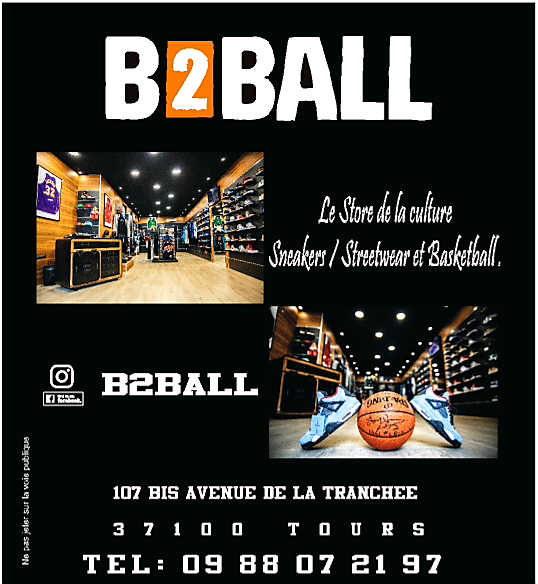 B2BALL
Le Store de la culture
Sneakers / Streetwear et Basketball.
B2BALL
facebook.
107 BIS AVENUE DE LA TRANCHEE
37100 TOURS
TEL: 09 88 07 21 97
Ne pas jeter sur la voie publique